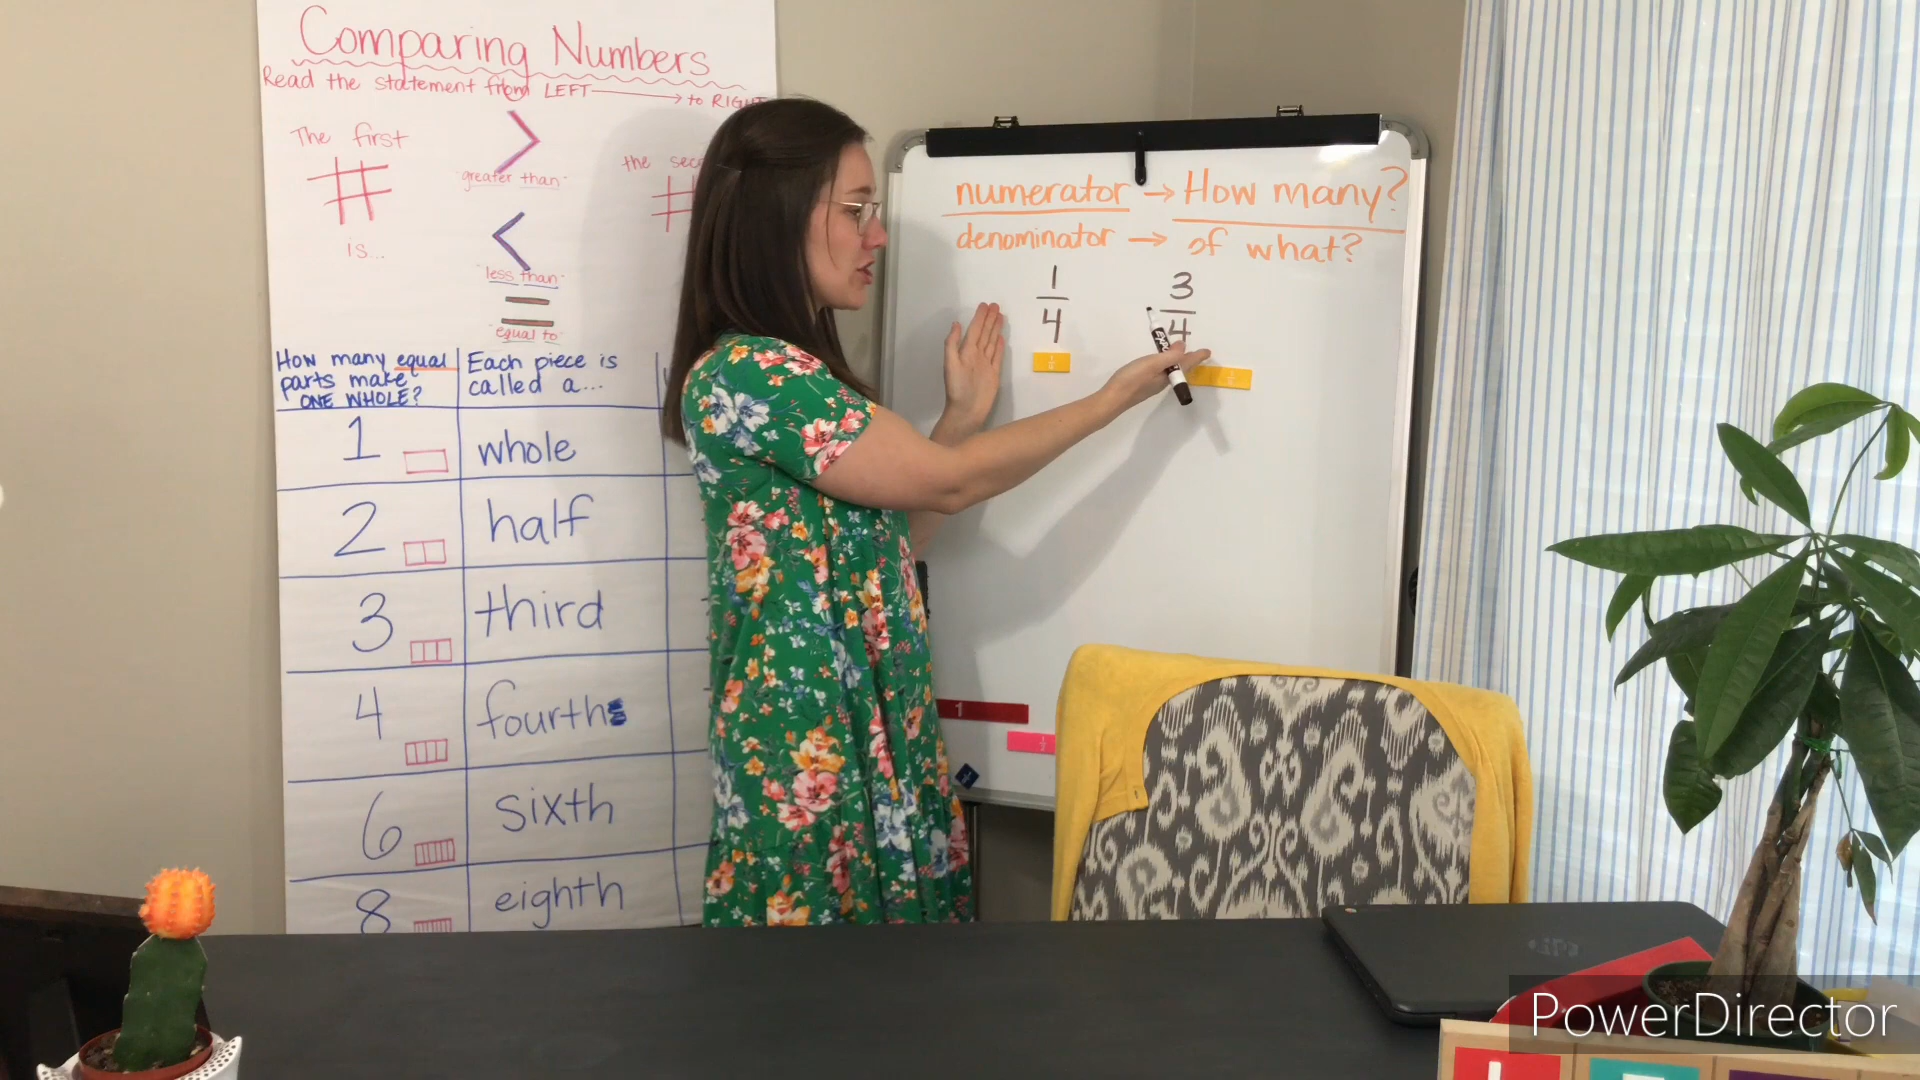 Comparing Numbers
Read the statement from LEFT → to RIGHT
The first
#
is...
>
"greater than"
<
"less than"
=
"equal to"
the
#
How many equal
parts make
ONE WHOLE?
Each piece is
called a...
1 whole
2 half
3 third
4 fourth
6 sixth
8 eighth
numerator → How many?
denominator → of what?
1
4
3
4
1
PowerDirector